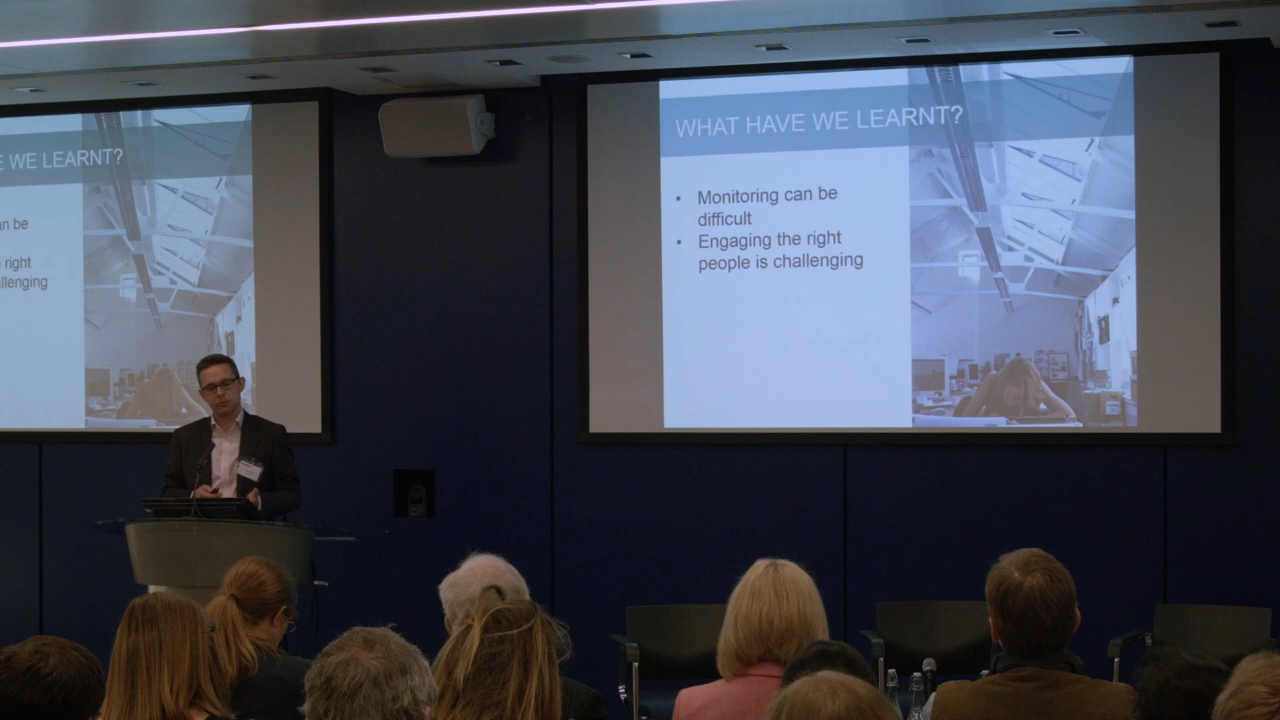 E WE LEARNT?
n be
right
llenging
WHAT HAVE WE LEARNT?
• Monitoring can be
difficult
• Engaging the right
people is challenging